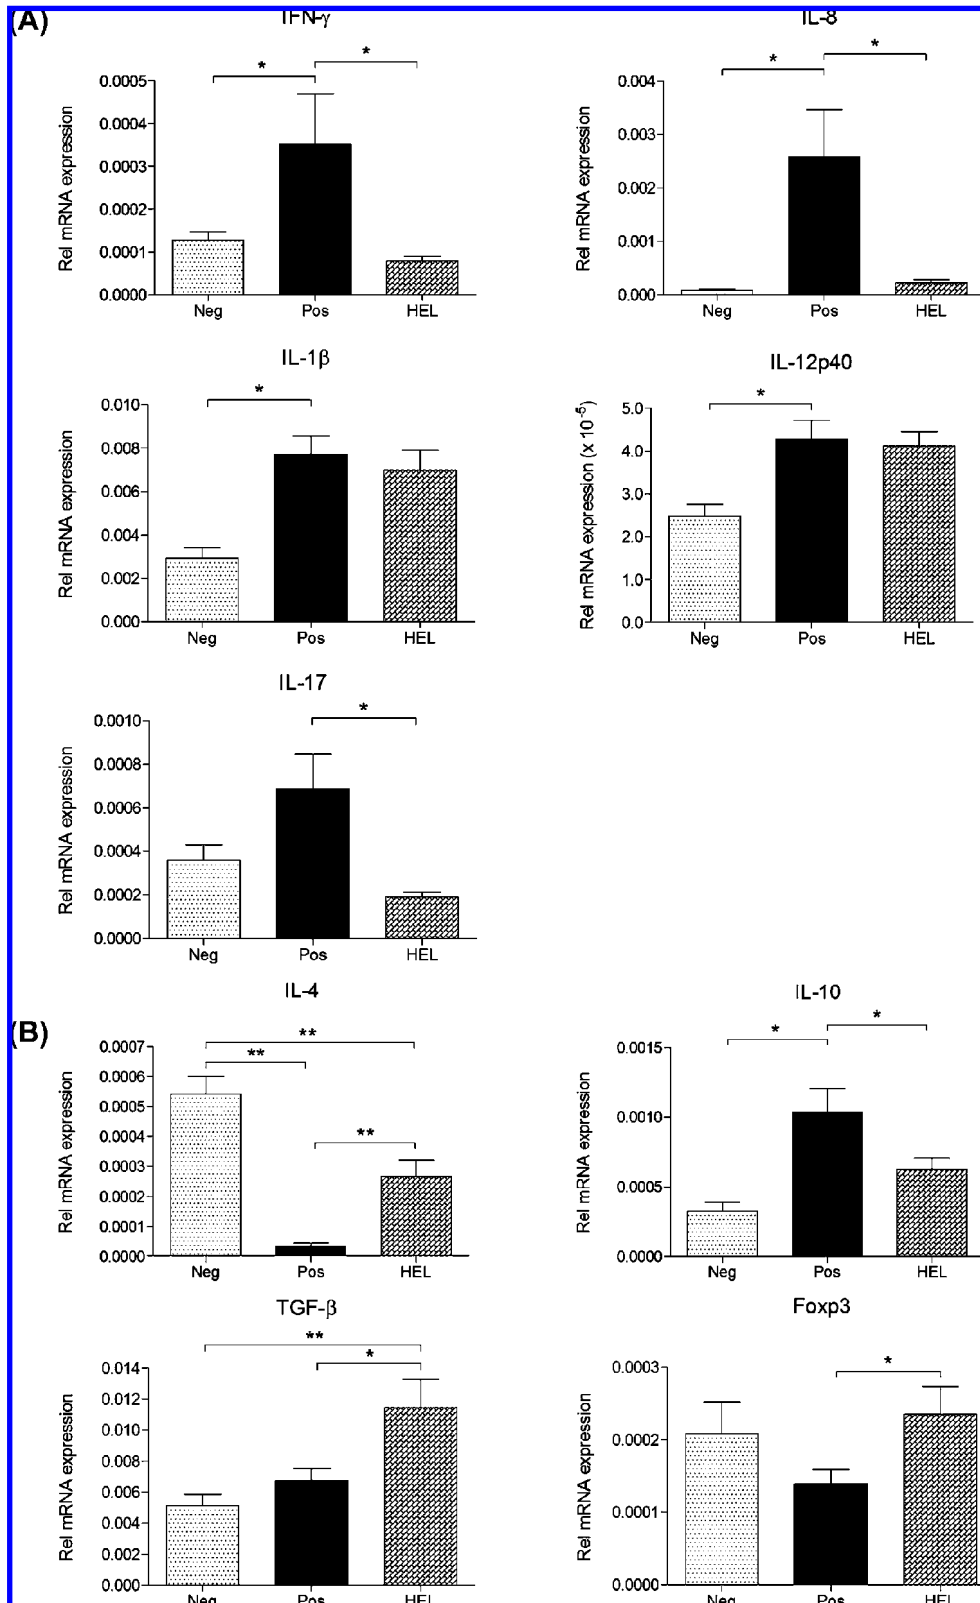 (A)
IFN-γ
IL-8
* *
* *
Rel mRNA expression
0.0005
0.0004
0.0003
0.0002
0.0001
0.0000
Neg Pos HEL
Rel mRNA expression
0.004
0.003
0.002
0.001
0.000
Neg Pos HEL
IL-1β
*
Rel mRNA expression
0.010
0.008
0.006
0.004
0.002
0.000
Neg Pos HEL
IL-12p40
*
Rel mRNA expression (x 10⁻⁵)
5.0
4.0
3.0
2.0
1.0
0.0
Neg Pos HEL
IL-17
*
Rel mRNA expression
0.0010
0.0008
0.0006
0.0004
0.0002
0.0000
Neg Pos HEL
(B)
IL-4
**
**
**
Rel mRNA expression
0.0007
0.0006
0.0005
0.0004
0.0003
0.0002
0.0001
0.0000
Neg Pos HEL
IL-10
* *
Rel mRNA expression
0.0015
0.0010
0.0005
0.0000
Neg Pos HEL
TGF-β
**
*
Rel mRNA expression
0.014
0.012
0.010
0.008
0.006
0.004
0.002
0.000
Neg Pos HEL
Foxp3
*
Rel mRNA expression
0.0003
0.0002
0.0001
0.0000
Neg Pos HEL